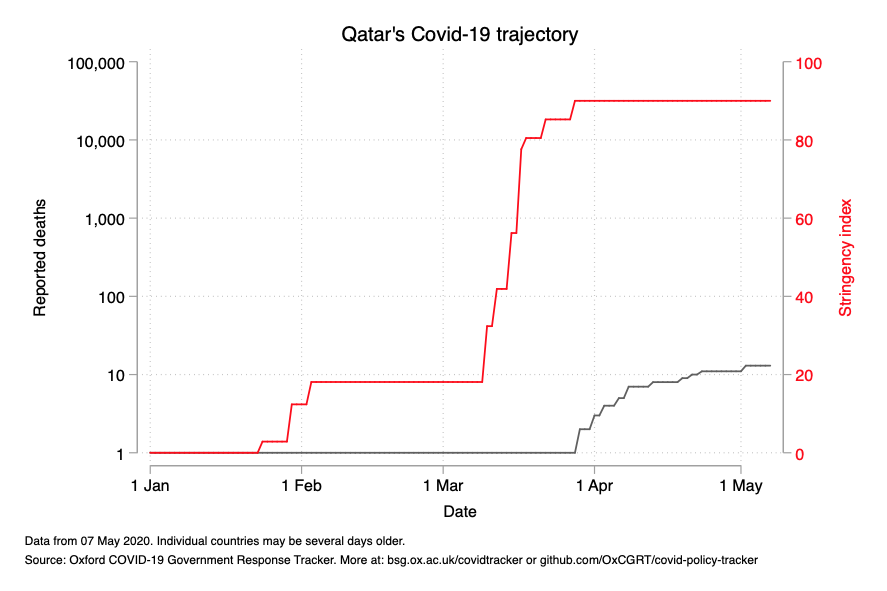 Qatar's Covid-19 trajectory
100,000
10,000
1,000
100
10
1
Reported deaths
100
80
60
40
20
0
Stringency index
1 Jan
1 Feb
1 Mar
1 Apr
1 May
Date
Data from 07 May 2020. Individual countries may be several days older.
Source: Oxford COVID-19 Government Response Tracker. More at: bsg.ox.ac.uk/covidtracker or github.com/OxCGRT/covid-policy-tracker